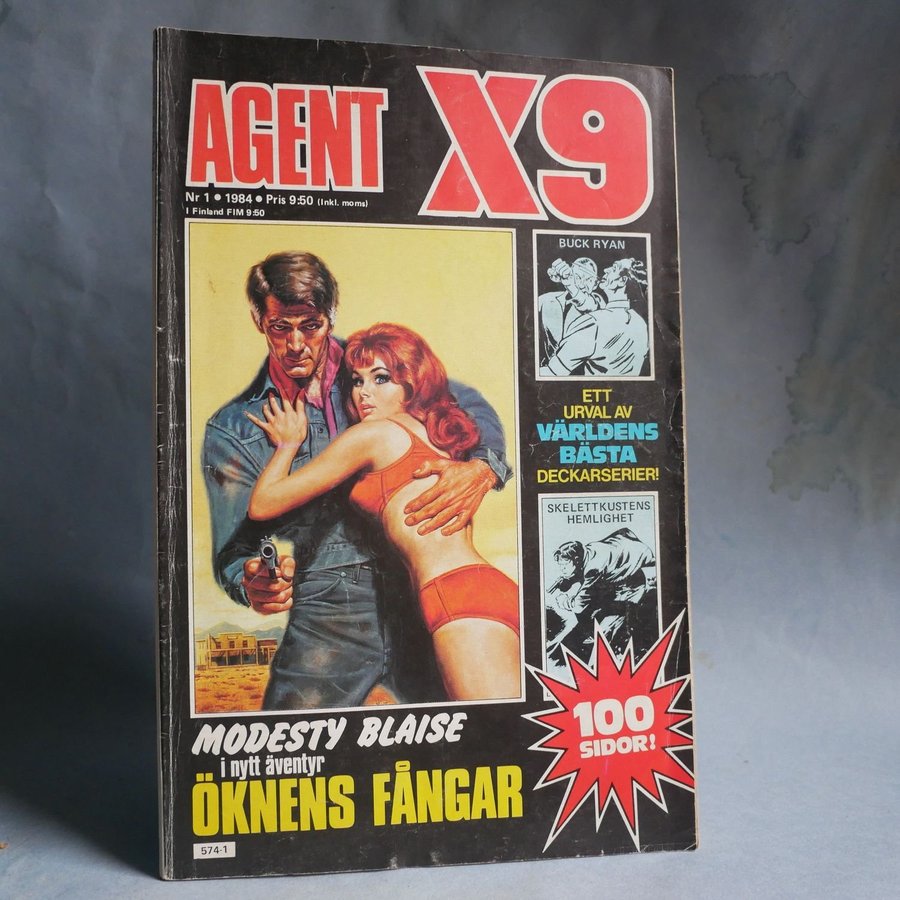 AGENT X9
Nr 1 • 1984 • Pris 9:50 (Inkl. moms)
I Finland FIM 9:50
BUCK RYAN
ETT
URVAL AV
VÄRLDENS
BÄSTA
DECKARSERIER!
SKELETTKUSTENS
HEMLIGHET
100
SIDOR!
MODESTY BLAISE
i nytt äventyr
ÖKNENS FÅNGAR
574-1